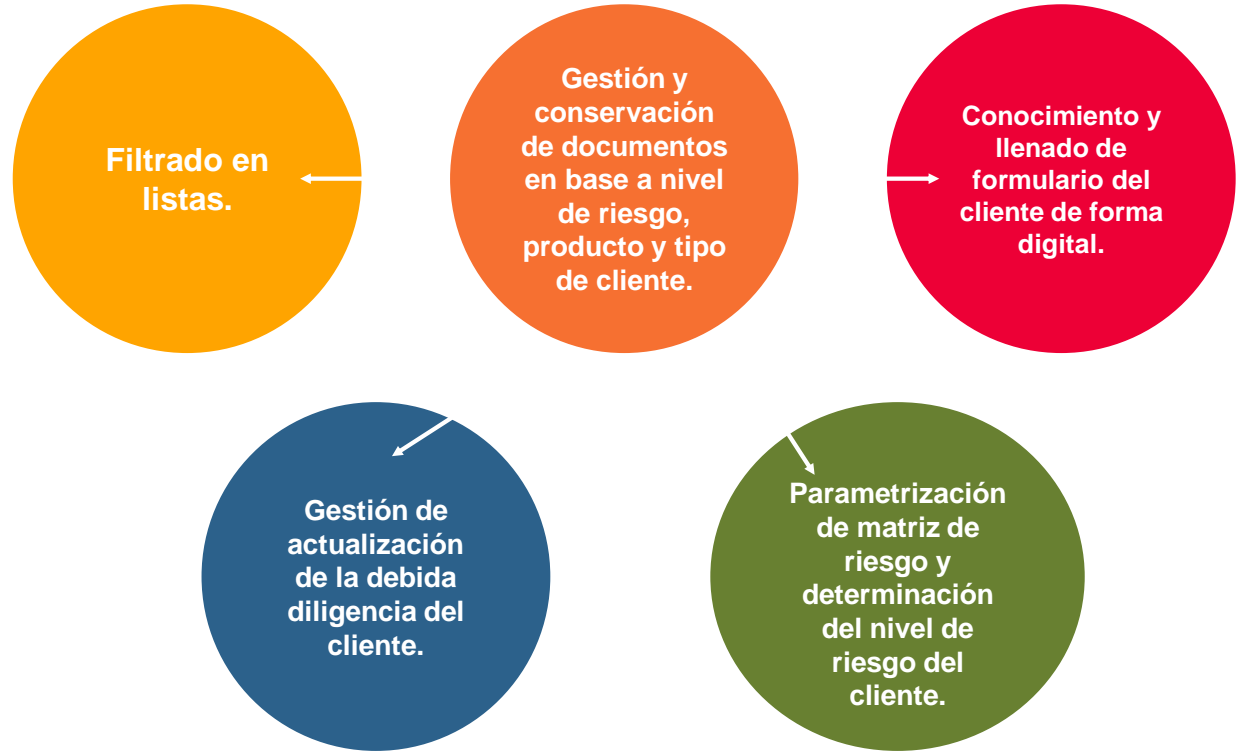 Filtrado en
listas.
Gestión y
conservación
de documentos
en base a nivel
de riesgo,
producto y tipo
de cliente.
Conocimiento y
llenado de
formulario del
cliente de forma
digital.
Gestión de
actualización
de la debida
diligencia del
cliente.
Parametrización
de matriz de
riesgo y
determinación
del nivel de
riesgo del
cliente.